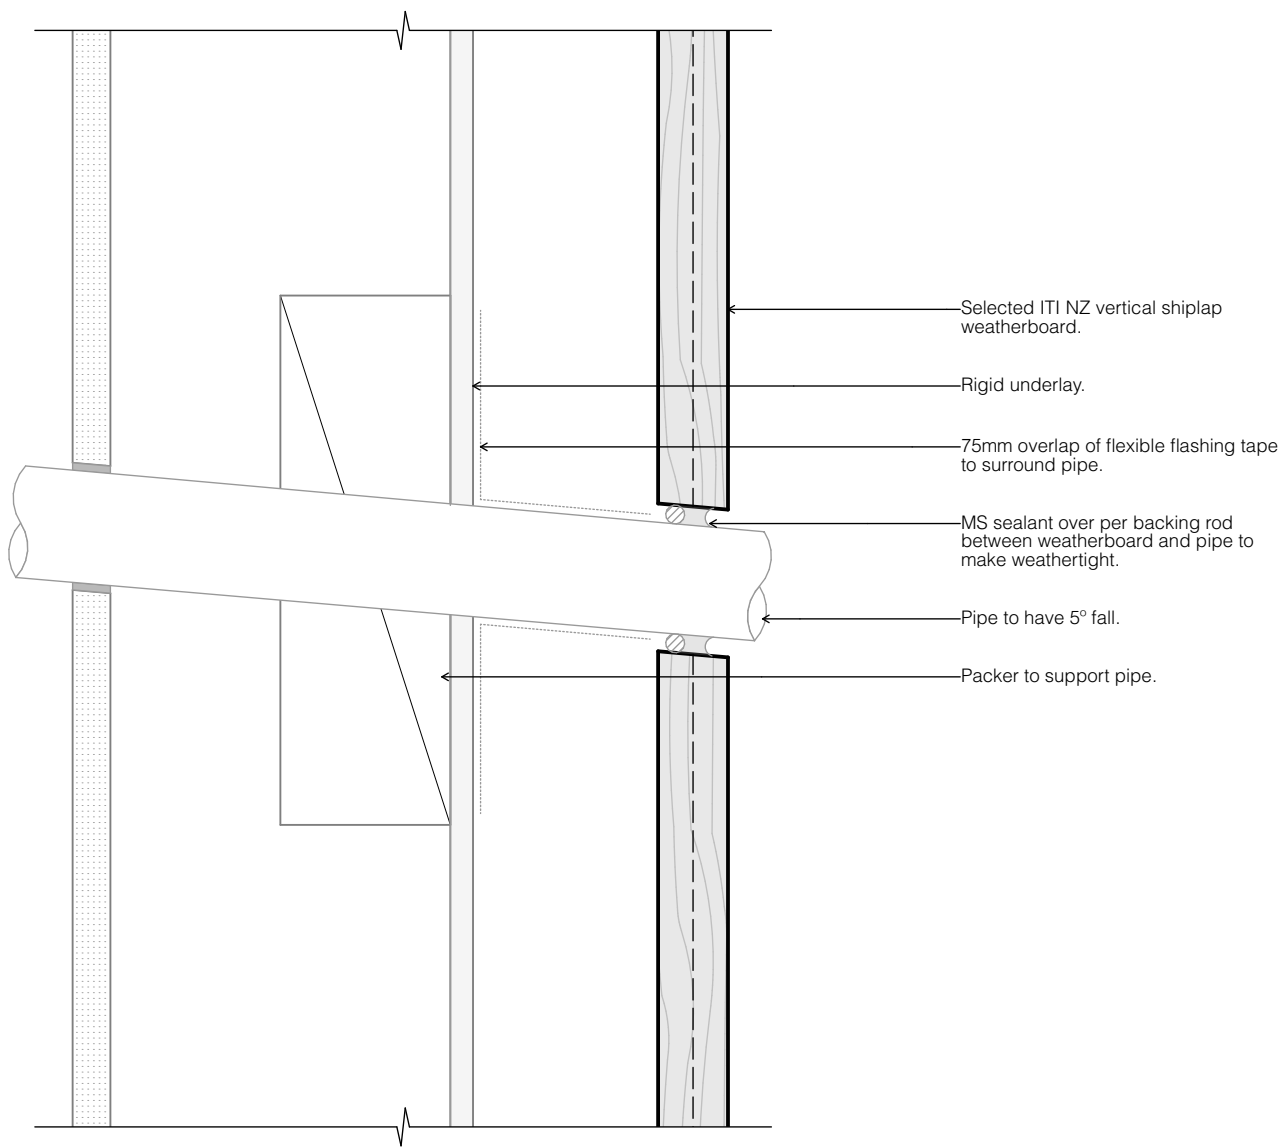 Selected ITI NZ vertical shiplap
weatherboard.
Rigid underlay.
75mm overlap of flexible flashing tape
to surround pipe.
MS sealant over per backing rod
between weatherboard and pipe to
make weathertight.
Pipe to have 5º fall.
Packer to support pipe.